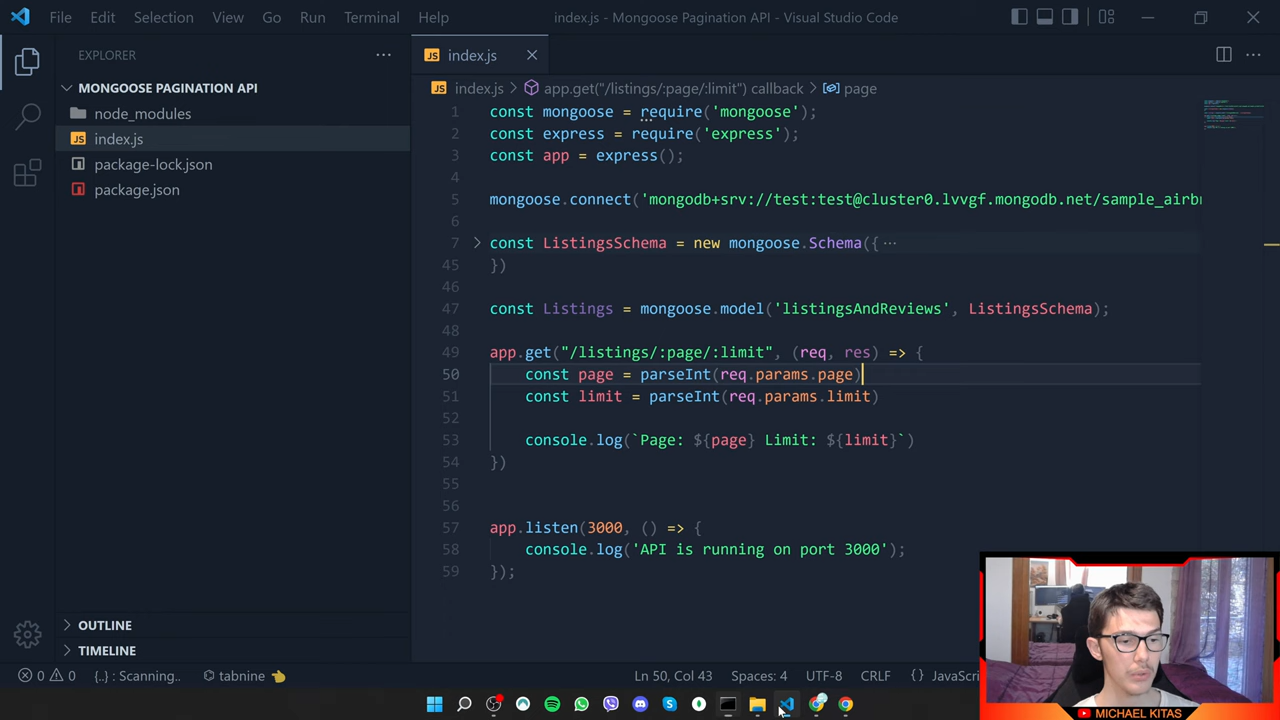 File Edit Selection View Go Run Terminal Help
index.js - Mongoose Pagination API - Visual Studio Code
EXPLORER
MONGOOSE PAGINATION API
node_modules
JS index.js
package-lock.json
package.json
OUTLINE
TIMELINE
JS index.js
JS index.js > app.get("/listings/:page/:limit") callback > page
1 const mongoose = require('mongoose');
2 const express = require('express');
3 const app = express();
4
5 mongoose.connect('mongodb+srv://test:test@cluster0.lvvgf.mongodb.net/sample_airbn
6
7 const ListingsSchema = new mongoose.Schema({ ···
45 })
46
47 const Listings = mongoose.model('listingsAndReviews', ListingsSchema);
48
49 app.get("/listings/:page/:limit", (req, res) => {
50 const page = parseInt(req.params.page)
51 const limit = parseInt(req.params.limit)
52
53 console.log(`Page: ${page} Limit: ${limit}`)
54 })
55
56
57 app.listen(3000, () => {
58 console.log('API is running on port 3000');
59 });
0 0 {..} : Scanning.. tabnine Ln 50, Col 43 Spaces: 4 UTF-8 CRLF {} JavaScri
MICHAEL KITAS